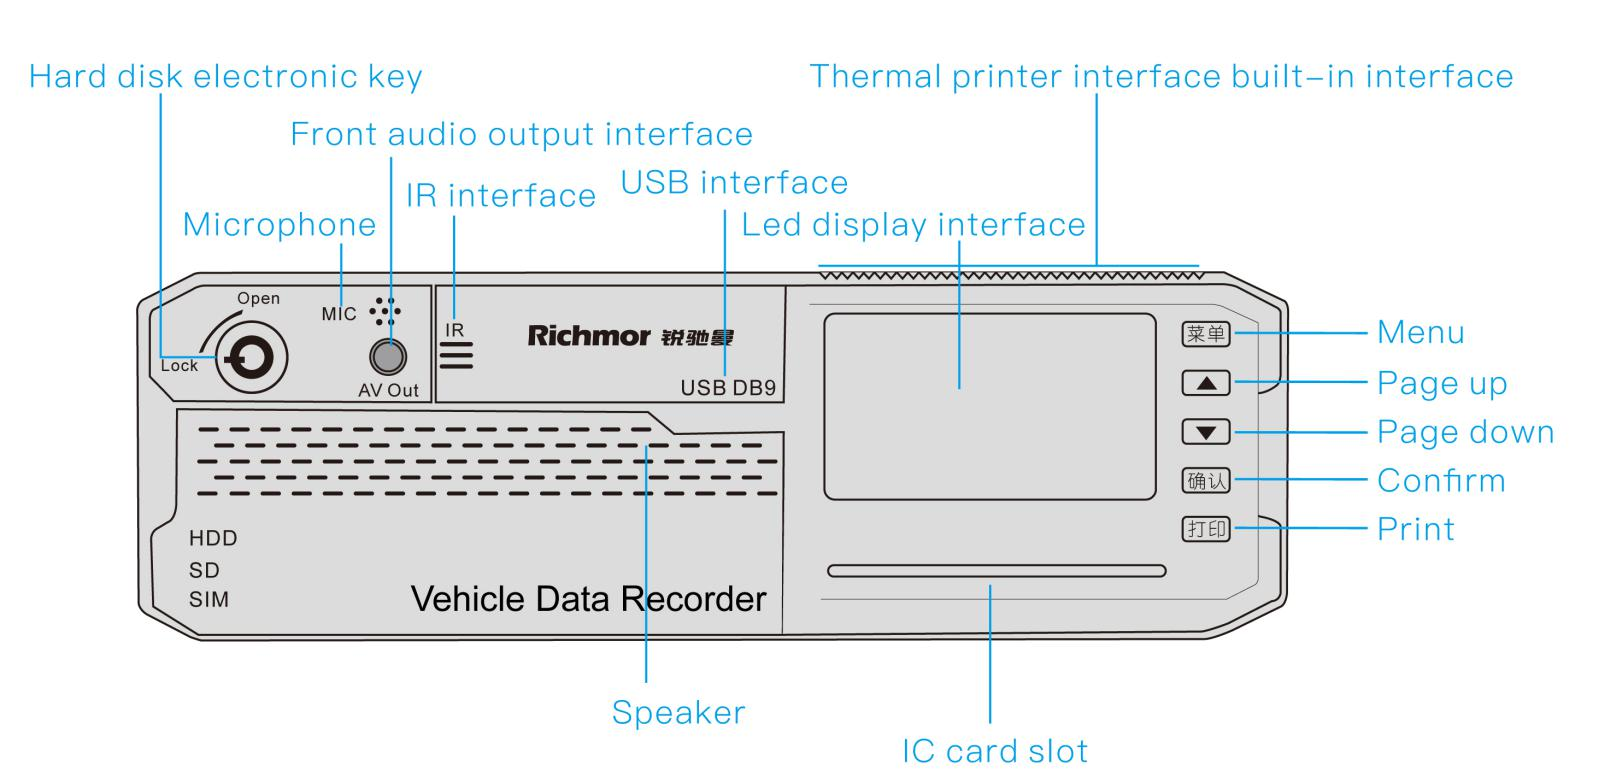 Hard disk electronic key
Thermal printer interface built-in interface
Front audio output interface
IR interface
USB interface
Microphone
Led display interface
Open
MIC
IR
Lock
AV Out
Richmor 锐驰曼
USB DB9
菜单
Menu
Page up
Page down
确认
Confirm
打印
Print
HDD
SD
SIM
Vehicle Data Recorder
Speaker
IC card slot